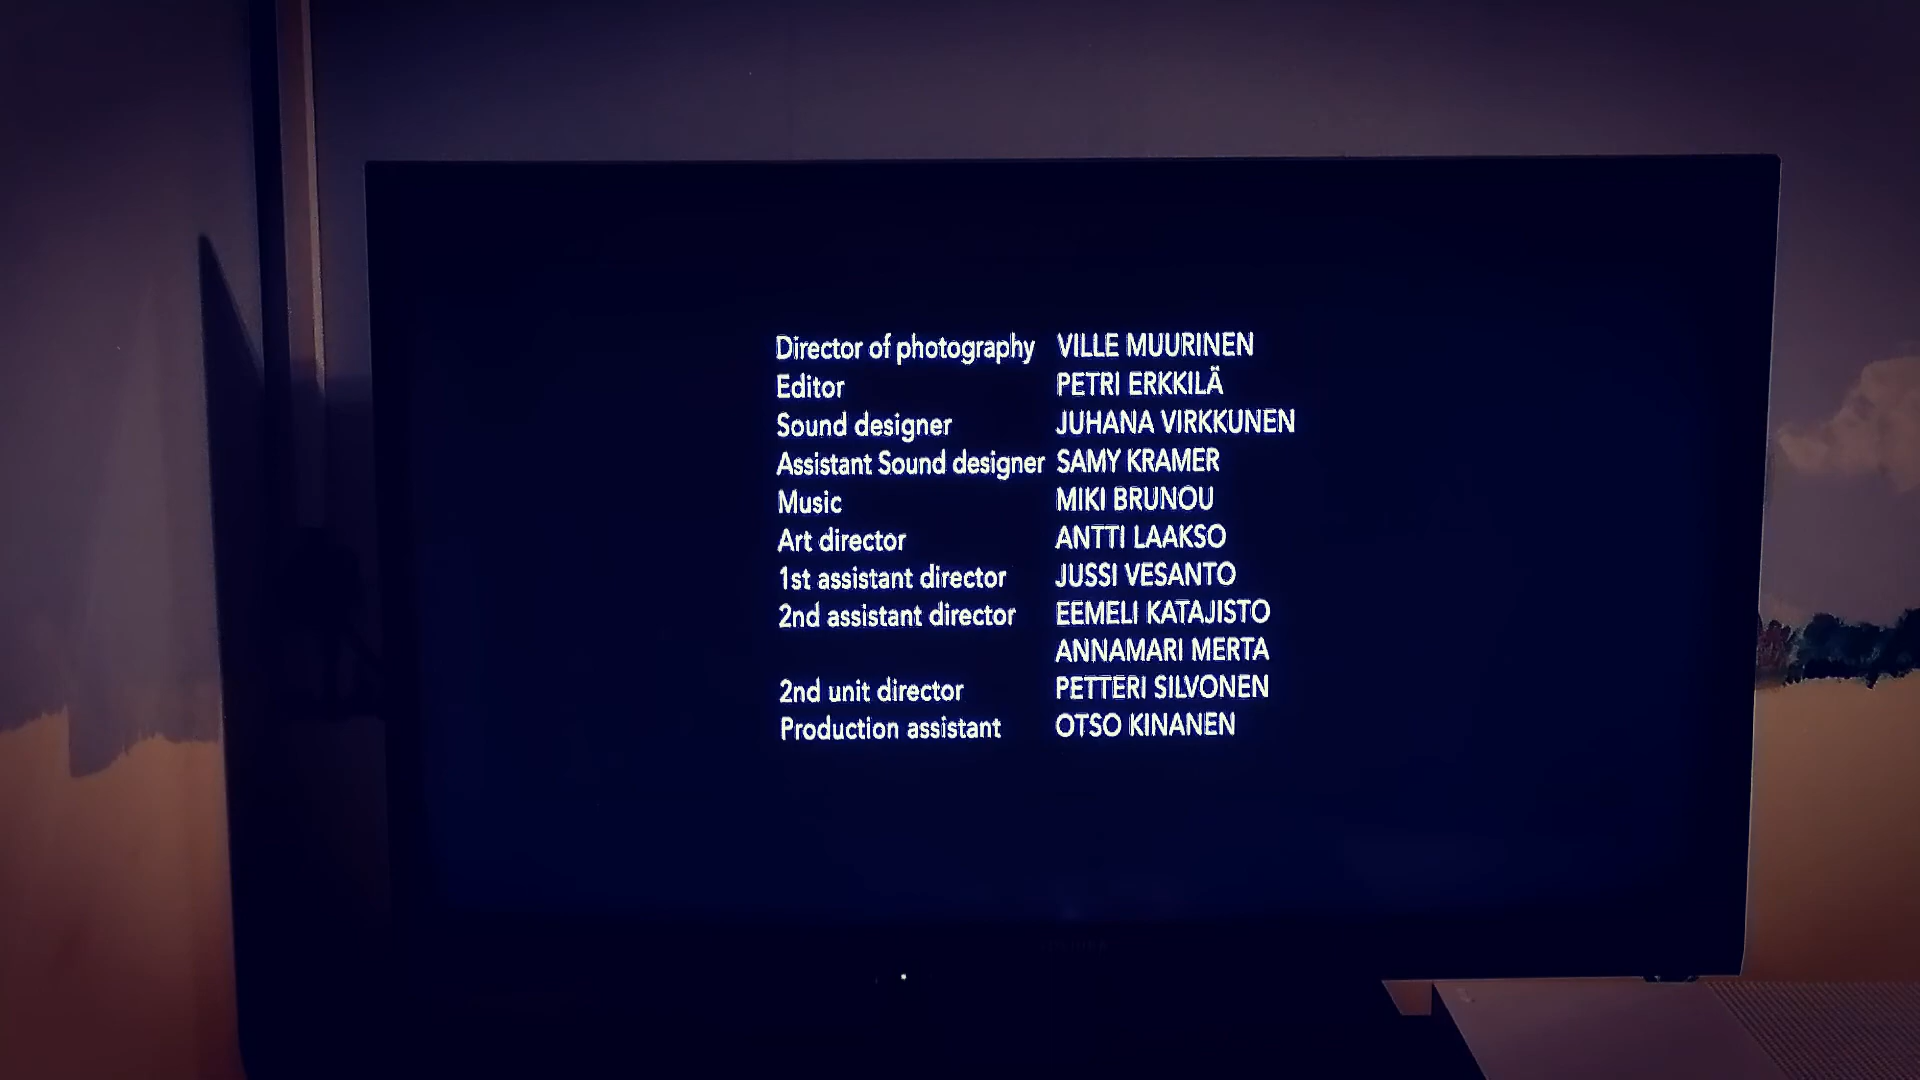 Director of photography VILLE MUURINEN
Editor PETRI ERKKILÄ
Sound designer JUHANA VIRKKUNEN
Assistant Sound designer SAMY KRAMER
Music MIKI BRUNOU
Art director ANTTI LAAKSO
1st assistant director JUSSI VESANTO
2nd assistant director EEMELI KATAJISTO
ANNAMARI MERTA
2nd unit director PETTERI SILVONEN
Production assistant OTSO KINANEN